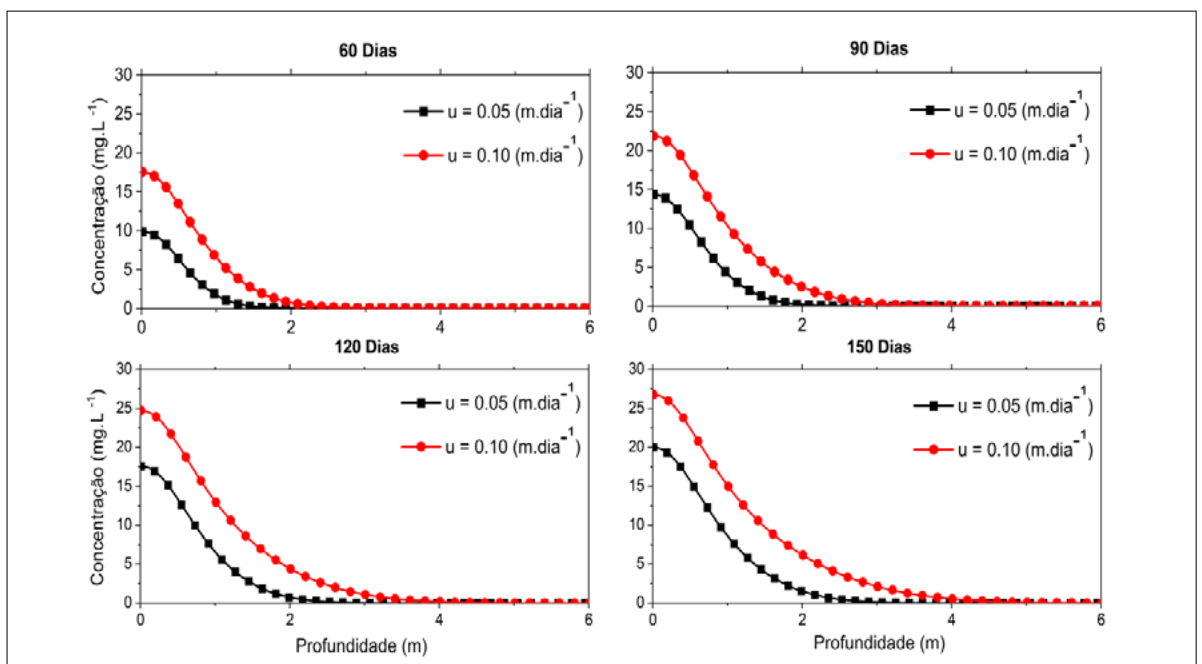 60 Dias
30
25
20
15
10
5
0
Concentração (mg.L⁻¹)
u = 0.05 (m.dia⁻¹)
u = 0.10 (m.dia⁻¹)
0 2 4 6
90 Dias
30
25
20
15
10
5
0
u = 0.05 (m.dia⁻¹)
u = 0.10 (m.dia⁻¹)
0 2 4 6
120 Dias
30
25
20
15
10
5
0
Concentração (mg.L⁻¹)
u = 0.05 (m.dia⁻¹)
u = 0.10 (m.dia⁻¹)
0 2 4 6
Profundidade (m)
150 Dias
30
25
20
15
10
5
0
u = 0.05 (m.dia⁻¹)
u = 0.10 (m.dia⁻¹)
0 2 4 6
Profundidade (m)